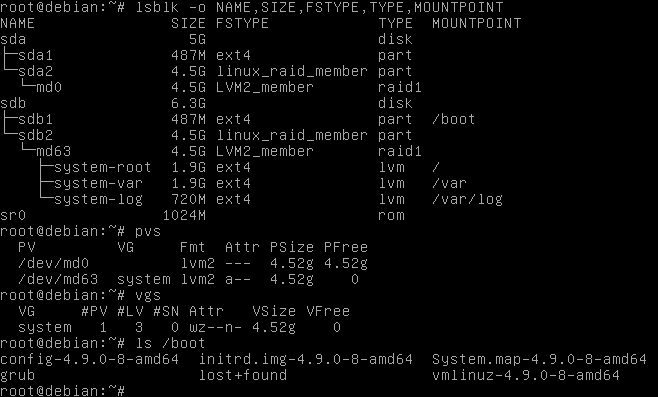 root@debian:~# lsblk -o NAME,SIZE,FSTYPE,TYPE,MOUNTPOINT
NAME                SIZE FSTYPE            TYPE  MOUNTPOINT
sda                   5G                   disk
├─sda1              487M ext4              part
└─sda2              4.5G linux_raid_member part
  └─md0             4.5G LVM2_member       raid1
sdb                 6.3G                   disk
├─sdb1              487M ext4              part  /boot
└─sdb2              4.5G linux_raid_member part
  └─md63            4.5G LVM2_member       raid1
    ├─system-root   1.9G ext4              lvm   /
    ├─system-var    1.9G ext4              lvm   /var
    └─system-log    720M ext4              lvm   /var/log
sr0                1024M                   rom
root@debian:~# pvs
  PV         VG     Fmt  Attr PSize PFree
  /dev/md0          lvm2 ---  4.52g 4.52g
  /dev/md63  system lvm2 a--  4.52g    0
root@debian:~# vgs
  VG     #PV #LV #SN Attr   VSize VFree
  system   1   3   0 wz--n- 4.52g    0
root@debian:~# ls /boot
config-4.9.0-8-amd64  initrd.img-4.9.0-8-amd64  System.map-4.9.0-8-amd64
grub                  lost+found                vmlinuz-4.9.0-8-amd64
root@debian:~#